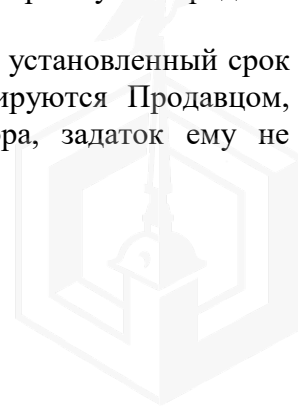 установленный срок
ируются Продавцом,
ра, задаток ему не